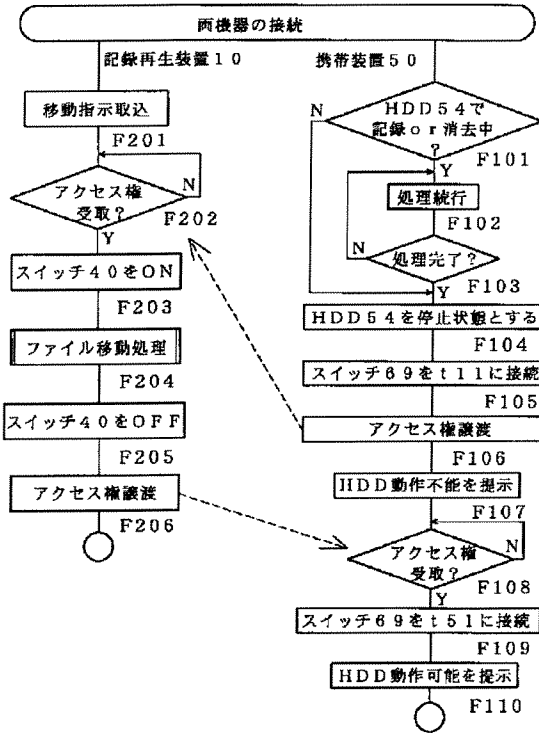 両機器の接続
記録再生装置10
移動指示取込
F201
アクセス権
受取?
N
F202
Y
スイッチ40をON
F203
ファイル移動処理
F204
スイッチ40をOFF
F205
アクセス権譲渡
F206
携帯装置50
N
HDD54で
記録or消去中
?
F101
Y
処理続行
F102
N
処理完了?
F103
Y
HDD54を停止状態とする
F104
スイッチ69をt11に接続
F105
アクセス権譲渡
F106
HDD動作不能を提示
F107
アクセス権
受取?
N
F108
Y
スイッチ69をt51に接続
F109
HDD動作可能を提示
F110